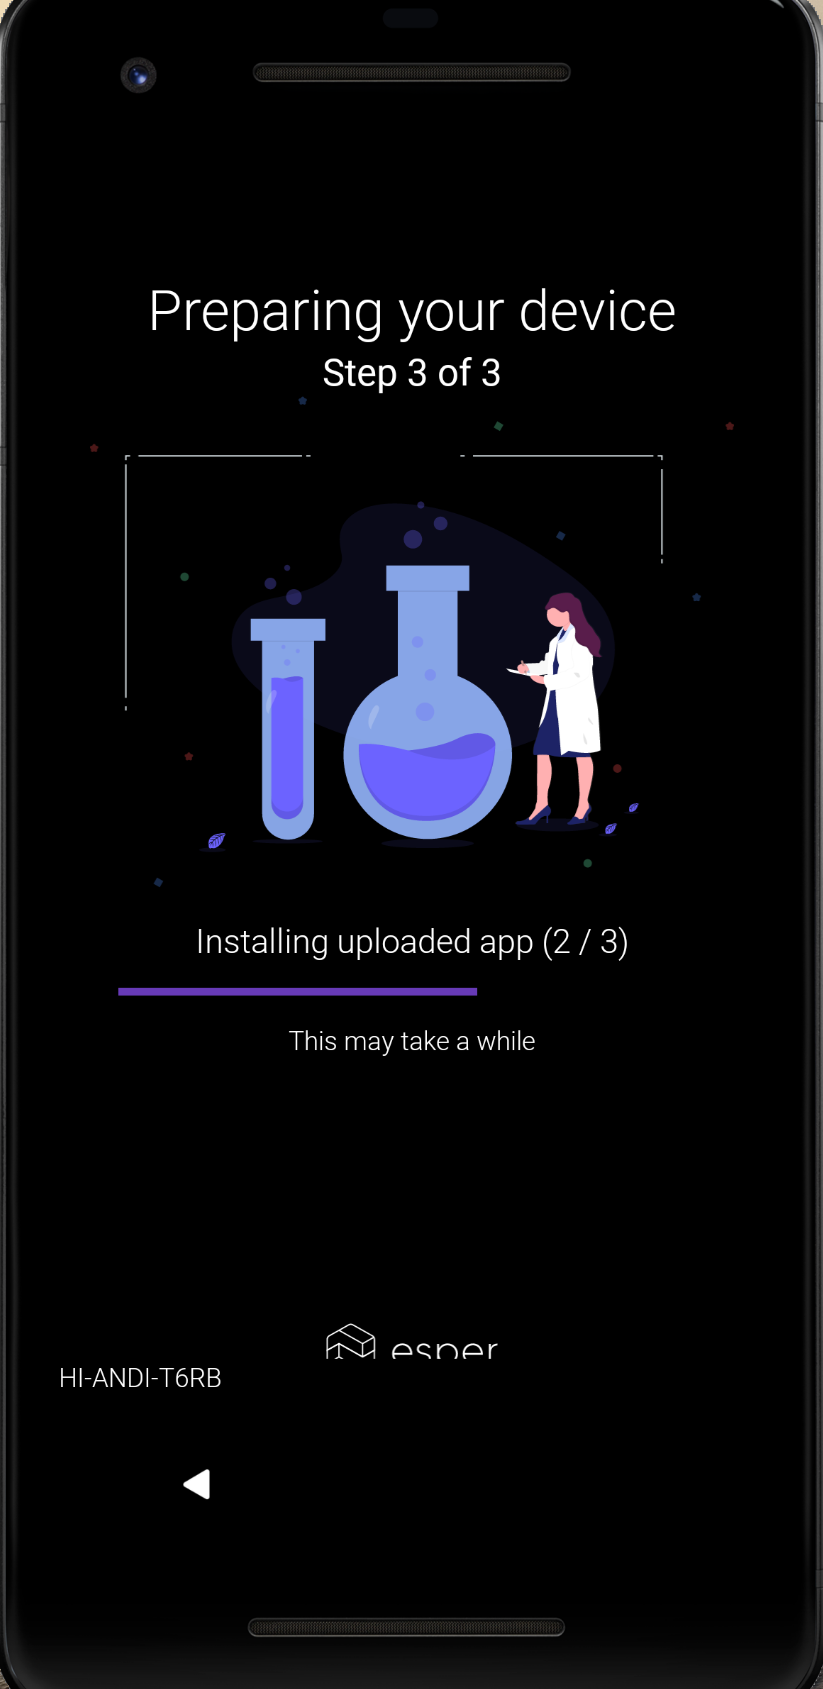 Preparing your device
Step 3 of 3
Installing uploaded app (2 / 3)
This may take a while
esper
HI-ANDI-T6RB